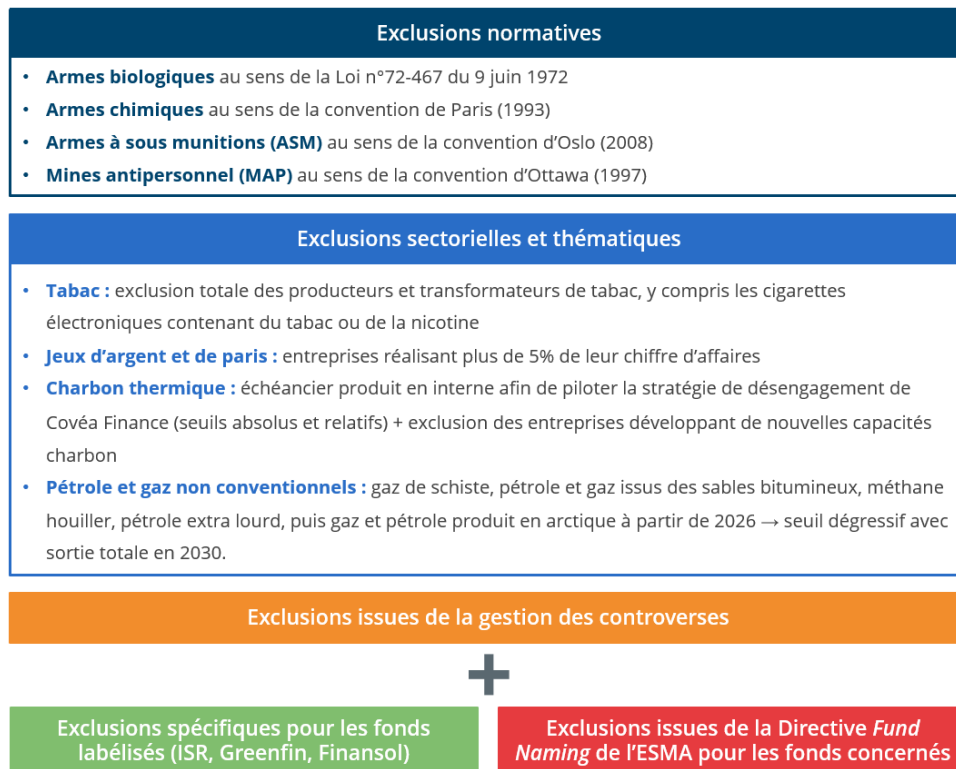 Exclusions normatives
• Armes biologiques au sens de la Loi n°72-467 du 9 juin 1972
• Armes chimiques au sens de la convention de Paris (1993)
• Armes à sous munitions (ASM) au sens de la convention d'Oslo (2008)
• Mines antipersonnel (MAP) au sens de la convention d'Ottawa (1997)
Exclusions sectorielles et thématiques
• Tabac : exclusion totale des producteurs et transformateurs de tabac, y compris les cigarettes
électroniques contenant du tabac ou de la nicotine
• Jeux d'argent et de paris : entreprises réalisant plus de 5% de leur chiffre d'affaires
• Charbon thermique : échéancier produit en interne afin de piloter la stratégie de désengagement de
Covéa Finance (seuils absolus et relatifs) + exclusion des entreprises développant de nouvelles capacités
charbon
• Pétrole et gaz non conventionnels : gaz de schiste, pétrole et gaz issus des sables bitumineux, méthane
houiller, pétrole extra lourd, puis gaz et pétrole produit en arctique à partir de 2026 → seuil dégressif avec
sortie totale en 2030.
Exclusions issues de la gestion des controverses
+
Exclusions spécifiques pour les fonds
labélisés (ISR, Greenfin, Finansol)
Exclusions issues de la Directive Fund
Naming de l'ESMA pour les fonds concernés